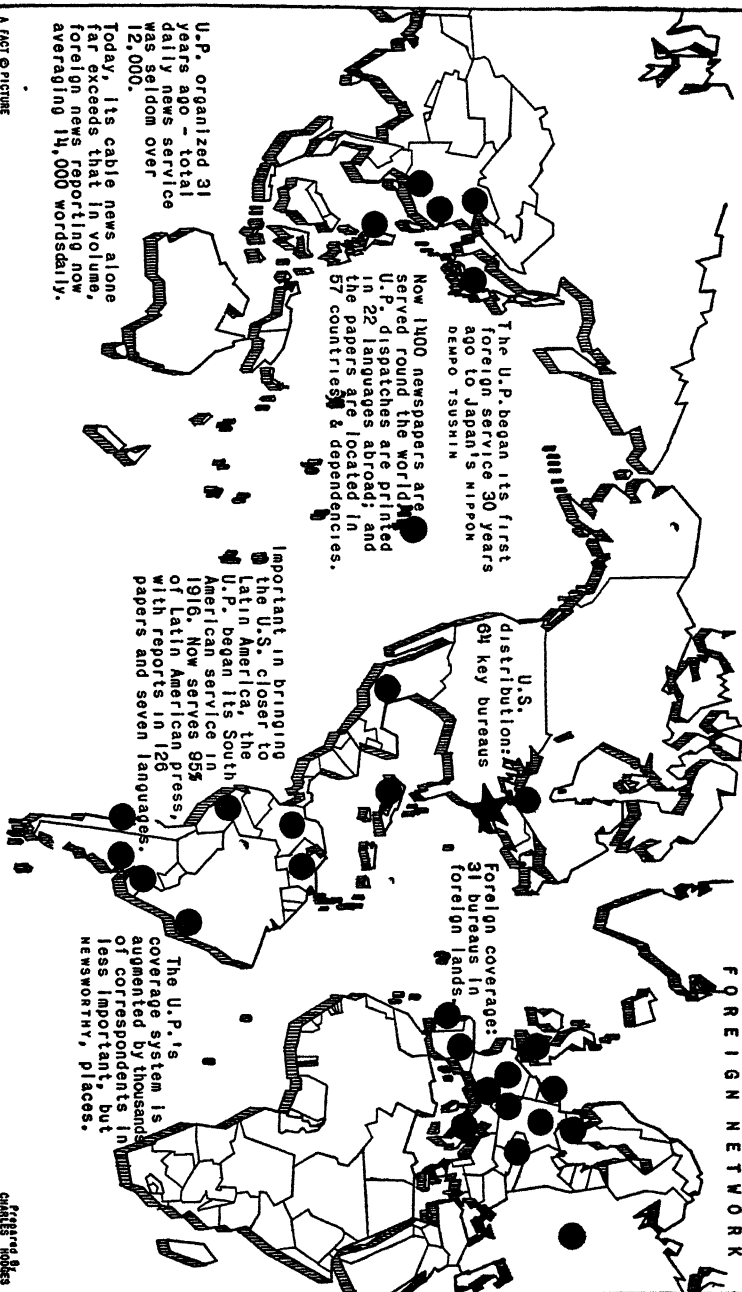 FOREIGN NETWORK
The U.P. began its first
foreign service 30 years
ago to Japan's NIPPON
DEMPO TSUSHIN
U.S.
distribution:
64 key bureaus
Foreign coverage:
31 bureaus in
foreign lands.
Now 1400 newspapers are
served round the world.
U.P. dispatches are printed
in 22 languages abroad; and
the papers are located in
57 countries & dependencies.
U.P. organized 31
years ago - total
daily news service
was seldom over
12,000.
Today, its cable news alone
far exceeds that in volume,
foreign news reporting now
averaging 14,000 wordsdaily.
Important in bringing
the U.S. closer to
Latin America, the
U.P. began its South
American service in
1916. Now serves 95%
of Latin American press,
with reports in 126
papers and seven languages.
The U.P.'s
coverage system is
augmented by thousands
of correspondents in
less important, but
NEWSWORTHY, places.
A FACT @ PICTURE
Prepared By
CHARLES HODGES